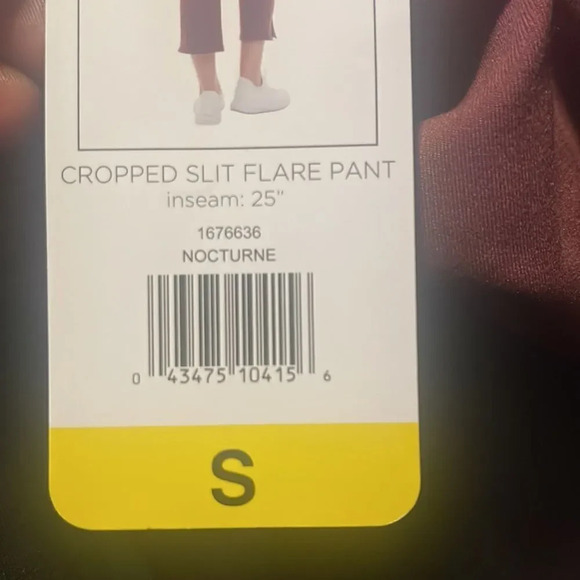 CROPPED SLIT FLARE PANT
inseam: 25"
1676636
NOCTURNE
0 43475 10415 6
S